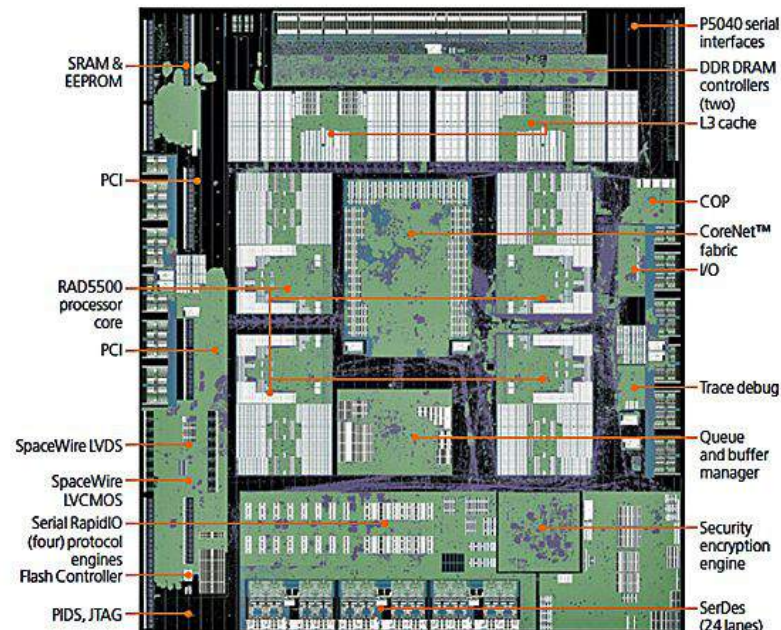 SRAM &
EEPROM
PCI
RAD5500
processor
core
PCI
SpaceWire LVDS
SpaceWire
LVCMOS
Serial RapidIO
(four) protocol
engines
Flash Controller
PIDS, JTAG
P5040 serial
interfaces
DDR DRAM
controllers
(two)
L3 cache
COP
CoreNet™
fabric
I/O
Trace debug
Queue
and buffer
manager
Security
encryption
engine
SerDes
(24 lanes)